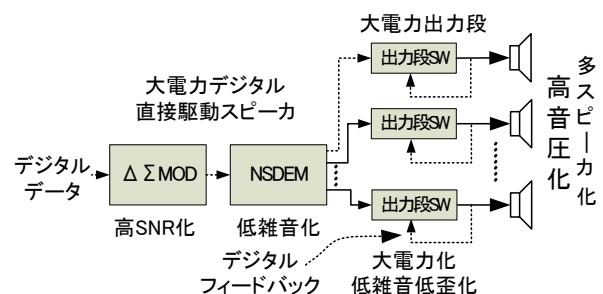 大電力出力段
出力段SW
大電力デジタル
直接駆動スピーカ
出力段SW
デジタル
データ
ΔΣMOD
NSDEM
出力段SW
高SNR化
低雑音化
デジタル
フィードバック
大電力化
低雑音低歪化
高音圧化
多スピーカ化